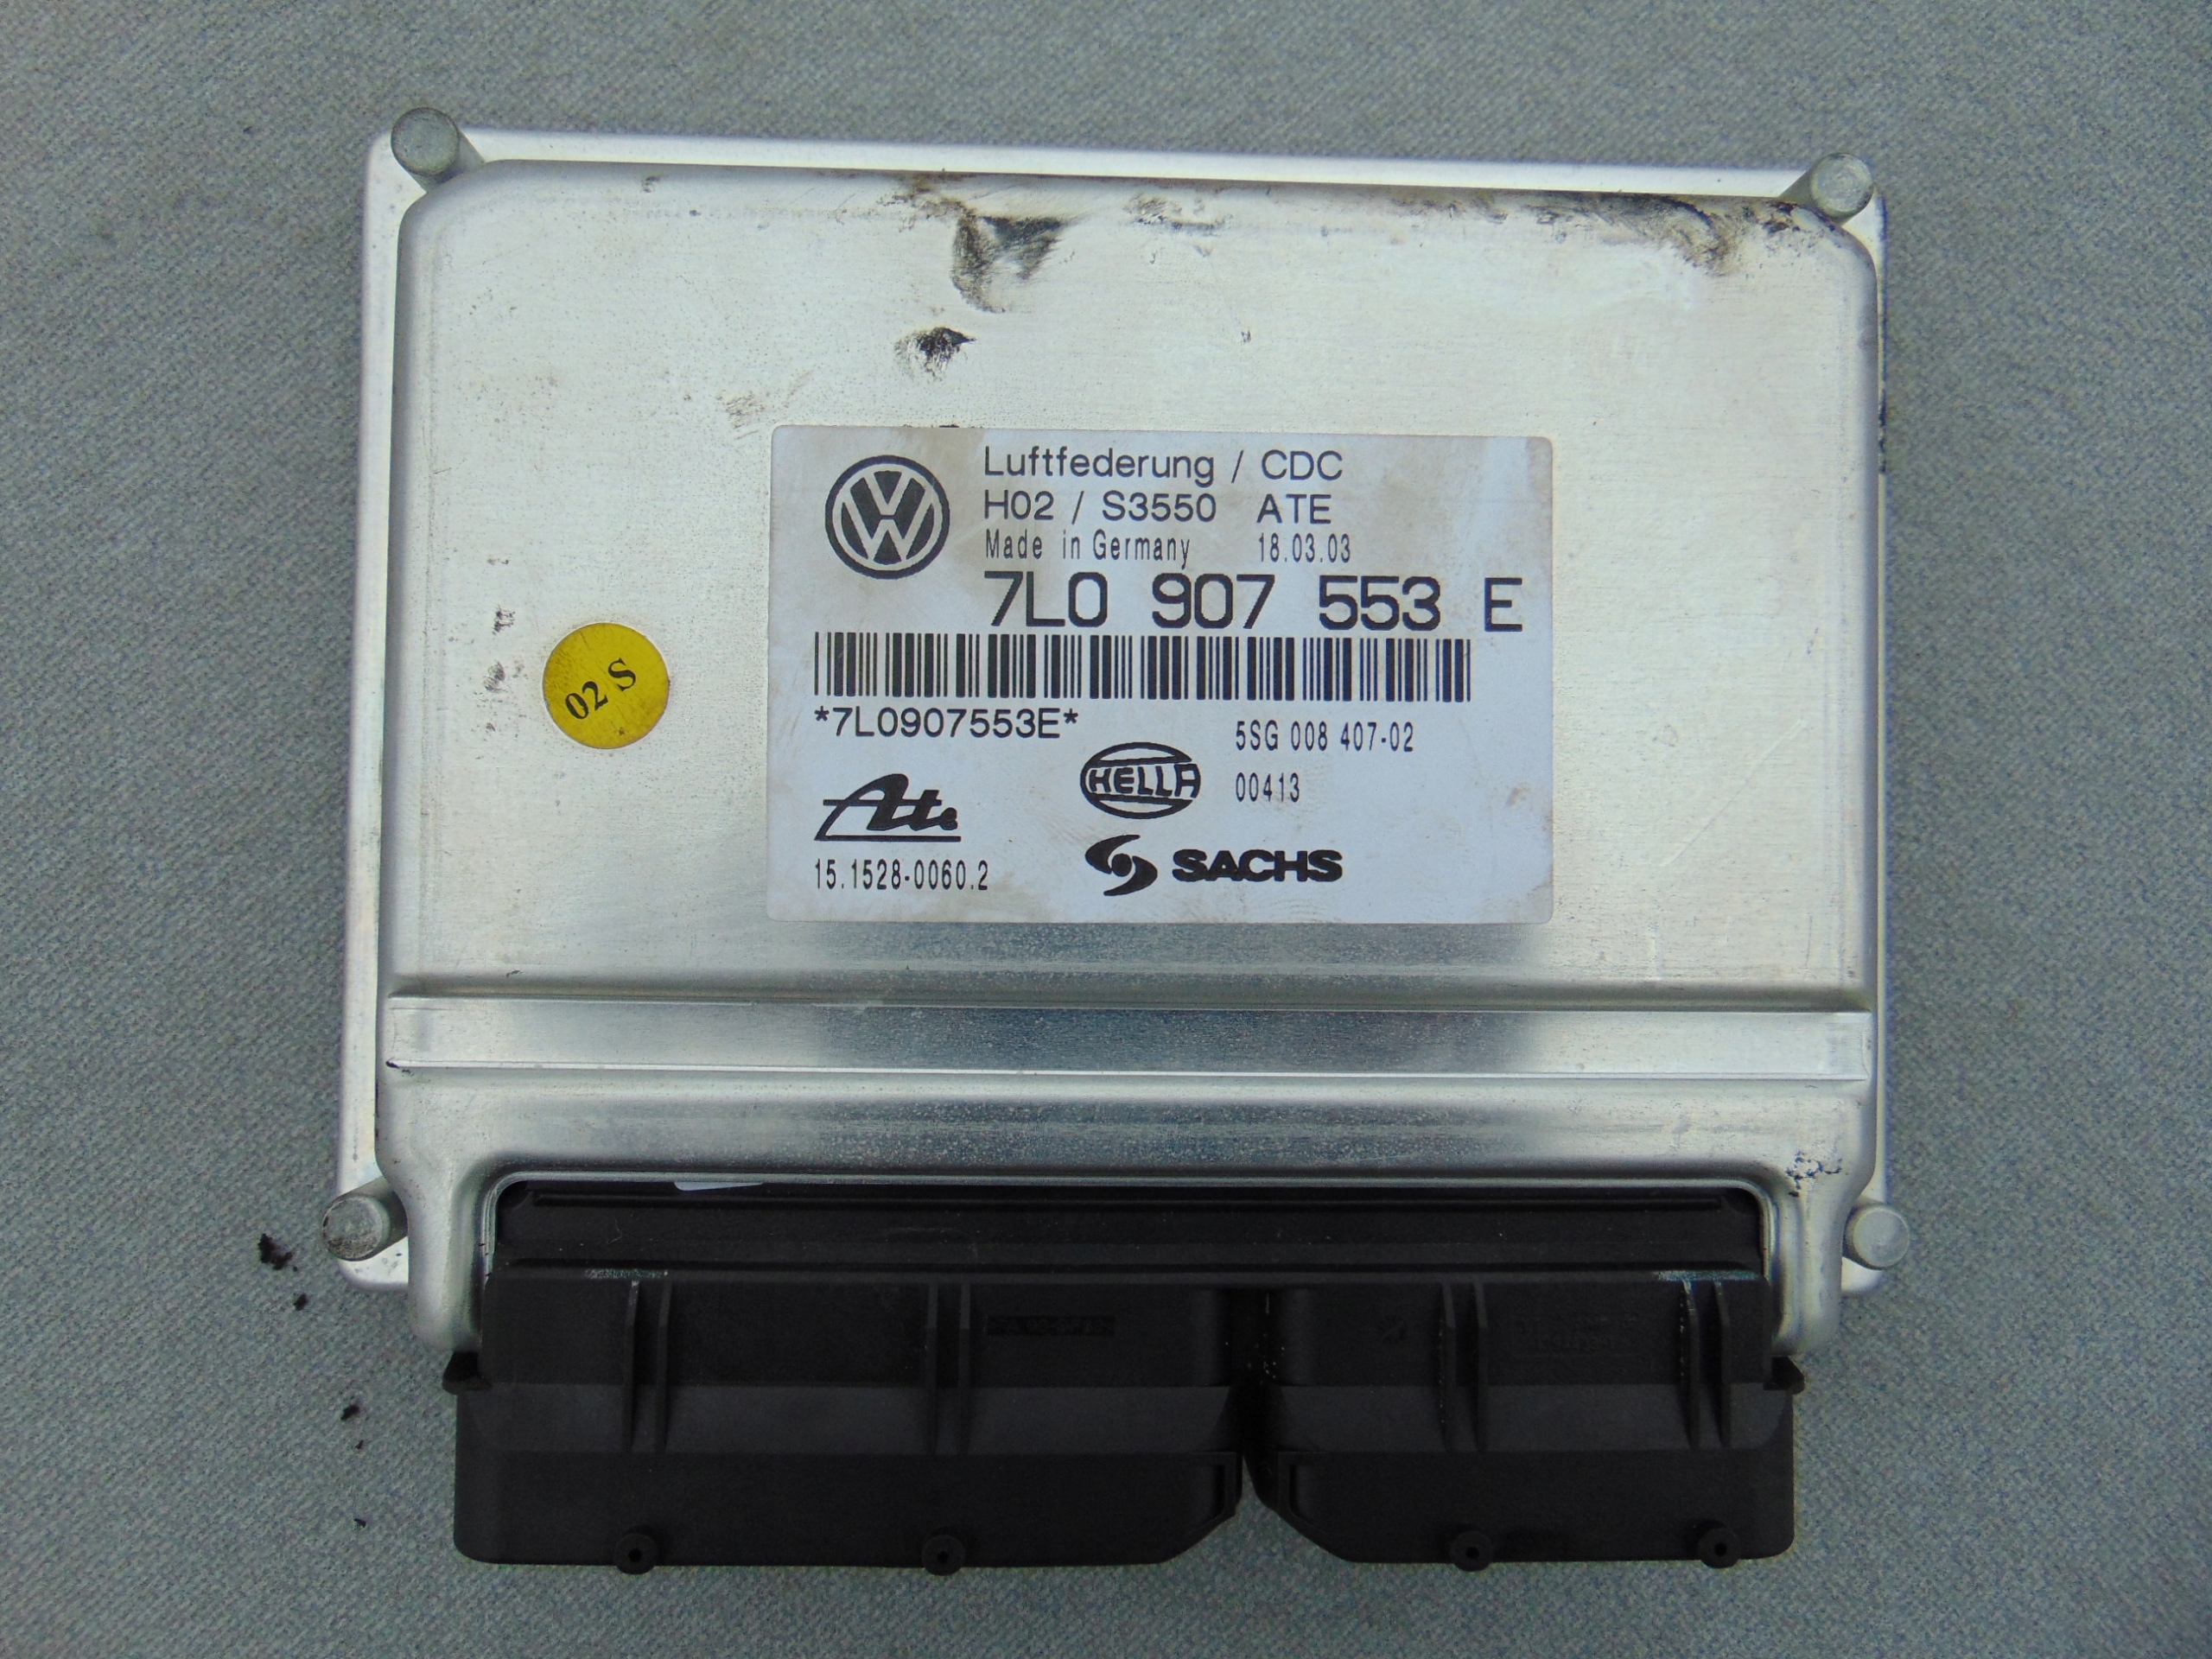 Luftfederung / CDC
H02 / S3550 ATE
Made in Germany 18.03.03
7L0 907 553 E
*7L0907553E*
02 S
5SG 008 407-02
HELLA
00413
Ate
15.1528-0060.2
SACHS